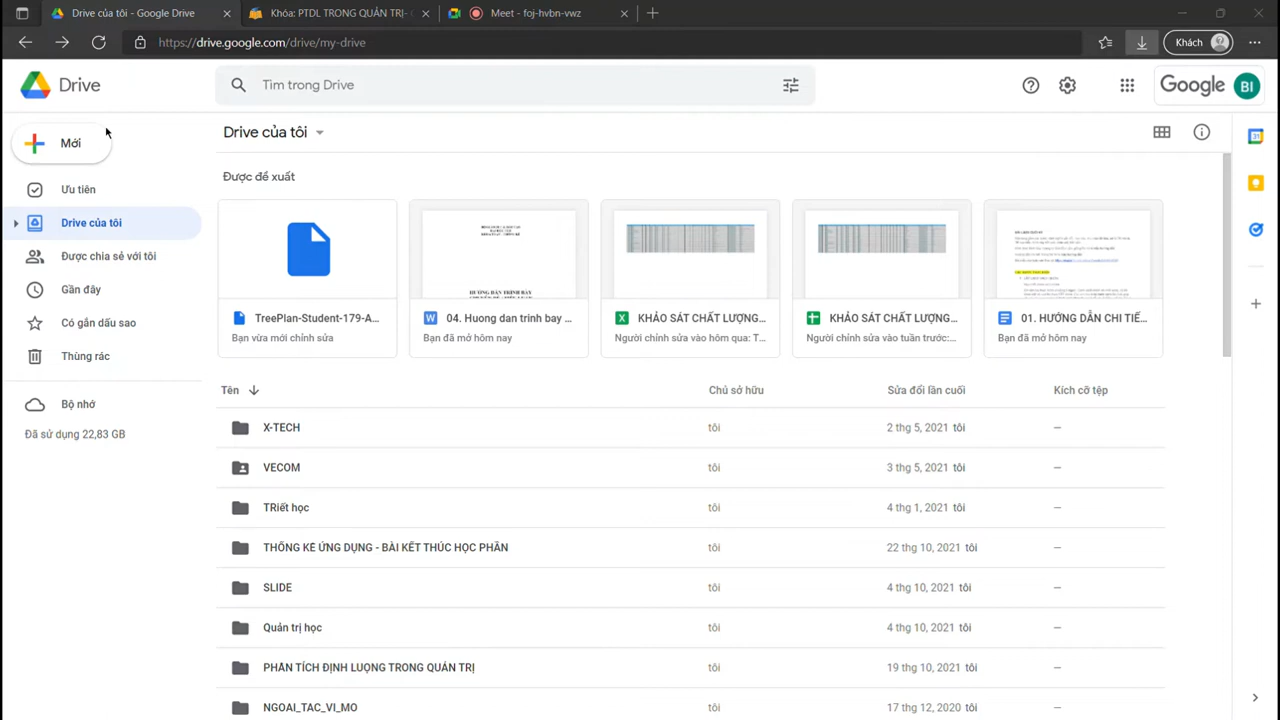 Drive của tôi - Google Drive
Khóa: PTDL TRONG QUẢN TRỊ-
Meet - foj-hvbn-vwz
https://drive.google.com/drive/my-drive
Khách
Drive
Tìm trong Drive
Google
BI
Mới
Drive của tôi
Ưu tiên
Drive của tôi
Được chia sẻ với tôi
Gần đây
Có gắn dấu sao
Thùng rác
Bộ nhớ
Đã sử dụng 22,83 GB
Được đề xuất
TreePlan-Student-179-A...
Bạn vừa mới chỉnh sửa
04. Huong dan trinh bay ...
Bạn đã mở hôm nay
KHẢO SÁT CHẤT LƯỢNG...
Người chỉnh sửa vào hôm qua: T...
KHẢO SÁT CHẤT LƯỢNG...
Người chỉnh sửa vào tuần trước:...
01. HƯỚNG DẪN CHI TIẾ...
Bạn đã mở hôm nay
Tên Chủ sở hữu Sửa đổi lần cuối Kích cỡ tệp
X-TECH tôi 2 thg 5, 2021 tôi —
VECOM tôi 3 thg 5, 2021 tôi —
TRiết học tôi 4 thg 1, 2021 tôi —
THỐNG KÊ ỨNG DỤNG - BÀI KẾT THÚC HỌC PHẦN tôi 22 thg 10, 2021 tôi —
SLIDE tôi 4 thg 10, 2021 tôi —
Quản trị học tôi 4 thg 10, 2021 tôi —
PHÂN TÍCH ĐỊNH LƯỢNG TRONG QUẢN TRỊ tôi 19 thg 10, 2021 tôi —
NGOAI_TAC_VI_MO tôi 17 thg 12, 2020 tôi —